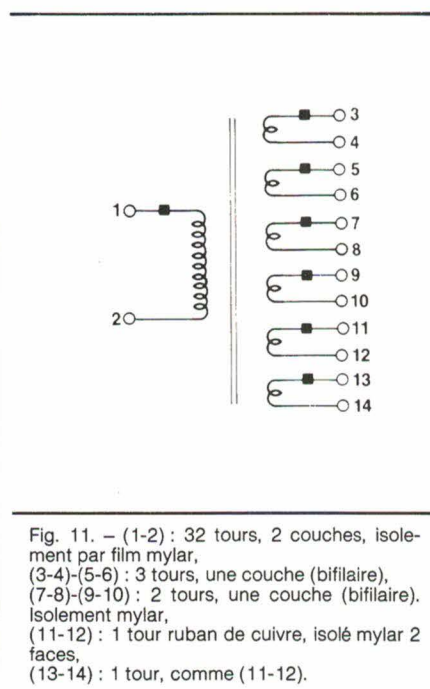 3
4
5
1
6
7
8
9
2
10
11
12
13
14
Fig. 11. – (1-2) : 32 tours, 2 couches, isole-
ment par film mylar,
(3-4)-(5-6) : 3 tours, une couche (bifilaire),
(7-8)-(9-10) : 2 tours, une couche (bifilaire).
Isolement mylar,
(11-12) : 1 tour ruban de cuivre, isolé mylar 2
faces,
(13-14) : 1 tour, comme (11-12).